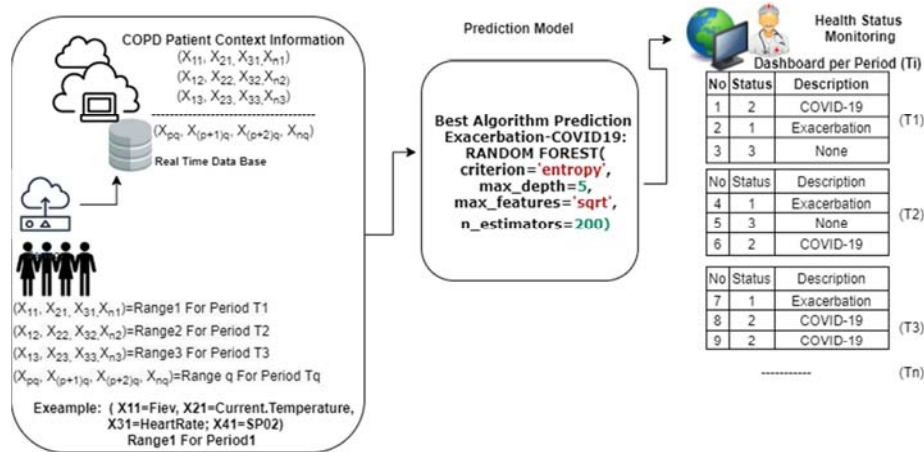 COPD Patient Context Information
(X11, X21, X31,Xn1)
(X12, X22, X32,Xn2)
(X13, X23, X33,Xn3)
(Xpq, X(p+1)q, X(p+2)q, Xnq)
Real Time Data Base
(X11, X21, X31,Xn1)=Range1 For Period T1
(X12, X22, X32,Xn2)=Range2 For Period T2
(X13, X23, X33,Xn3)=Range3 For Period T3
(Xpq, X(p+1)q, X(p+2)q, Xnq)=Range q For Period Tq
Exeample: ( X11=Fiev, X21=Current.Temperature,
X31=HeartRate; X41=SP02)
Range1 For Period1
Prediction Model
Best Algorithm Prediction
Exacerbation-COVID19:
RANDOM FOREST(
criterion='entropy',
max_depth=5,
max_features='sqrt',
n_estimators=200)
Health Status
Monitoring
Dashboard per Period (Ti)
No Status Description
1 2 COVID-19
2 1 Exacerbation
3 3 None
(T1)
No Status Description
4 1 Exacerbation
5 3 None
6 2 COVID-19
(T2)
No Status Description
7 1 Exacerbation
8 2 COVID-19
9 2 COVID-19
(T3)
----------- (Tn)